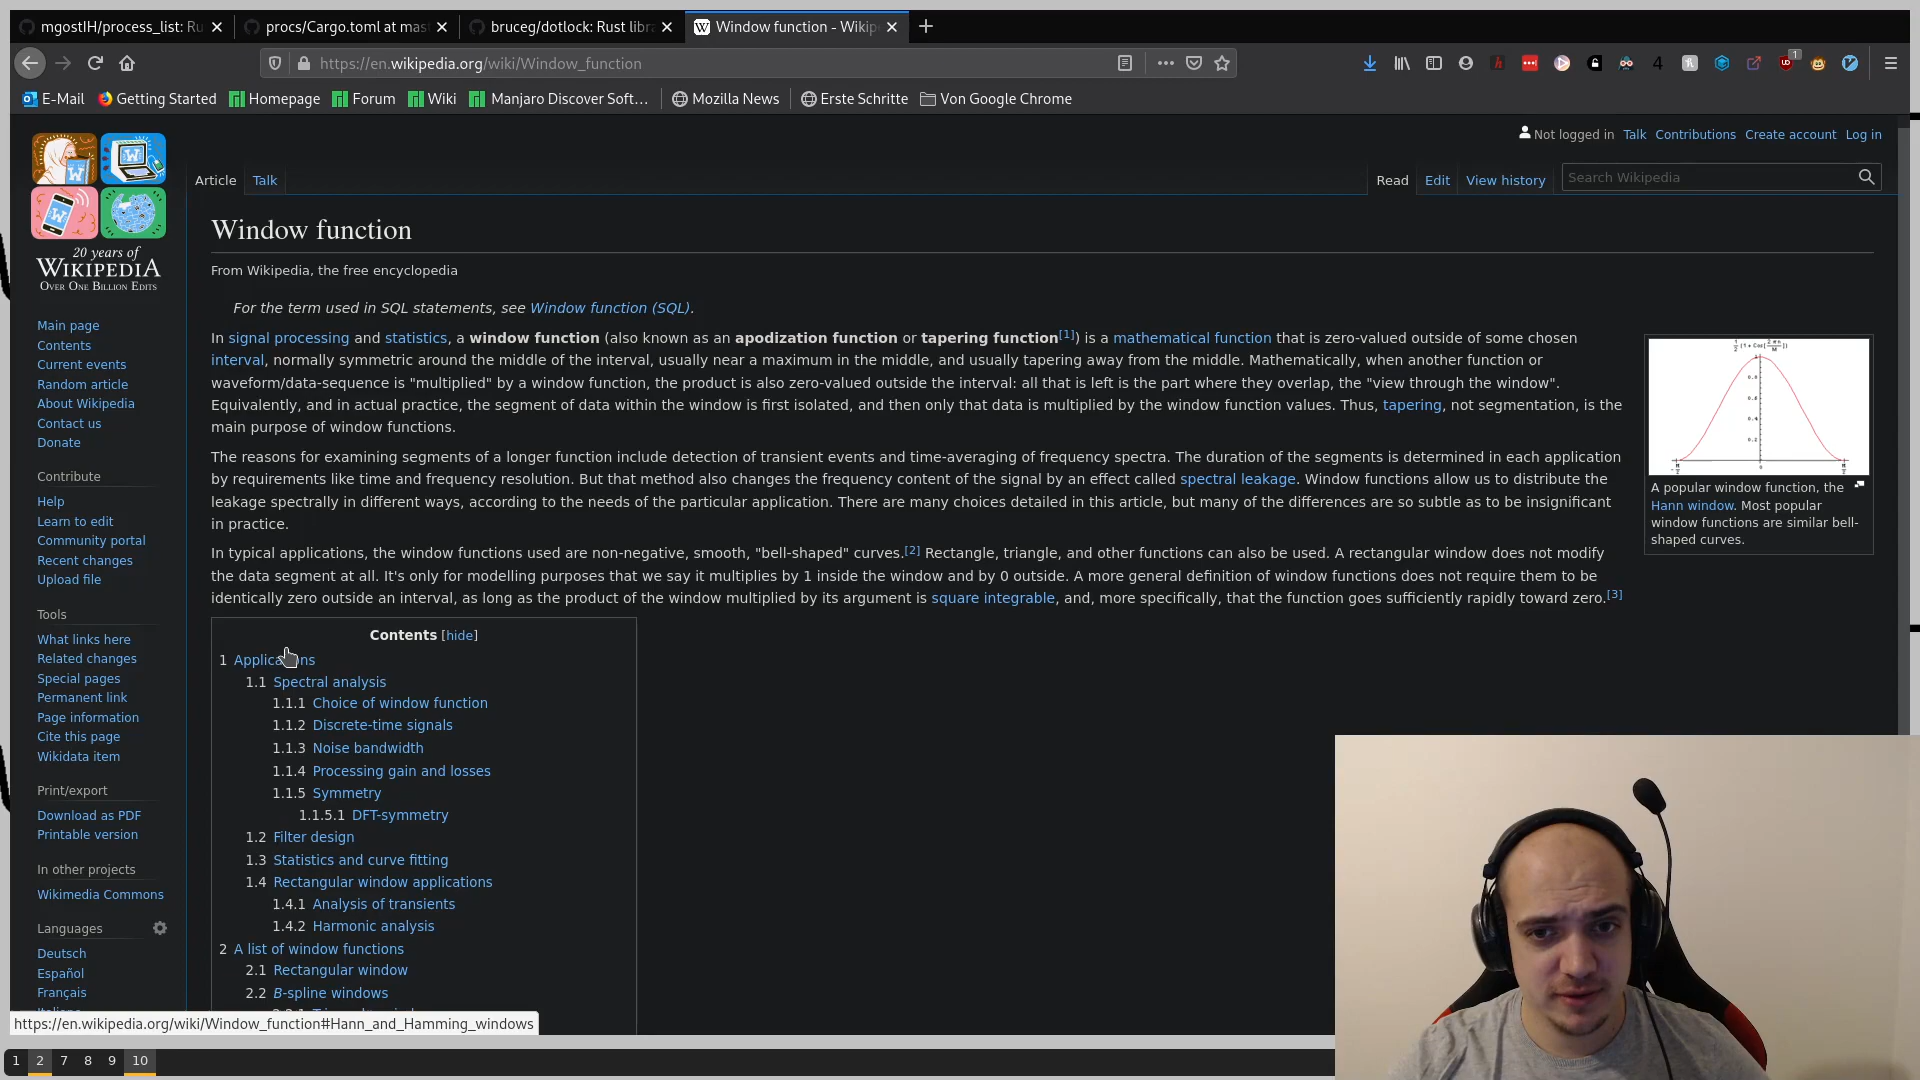 mgostIH/process_list: Ru
procs/Cargo.toml at mas
bruceg/dotlock: Rust libr
Window function - Wikip
https://en.wikipedia.org/wiki/Window_function
E-Mail
Getting Started
Homepage
Forum
Wiki
Manjaro Discover Soft…
Mozilla News
Erste Schritte
Von Google Chrome
Not logged in Talk Contributions Create account Log in
Article Talk
Read Edit View history
Search Wikipedia
20 years of
WIKIPEDIA
OVER ONE BILLION EDITS
Main page
Contents
Current events
Random article
About Wikipedia
Contact us
Donate
Contribute
Help
Learn to edit
Community portal
Recent changes
Upload file
Tools
What links here
Related changes
Special pages
Permanent link
Page information
Cite this page
Wikidata item
Print/export
Download as PDF
Printable version
In other projects
Wikimedia Commons
Languages
Deutsch
Español
Français
Window function
From Wikipedia, the free encyclopedia
For the term used in SQL statements, see Window function (SQL).
In signal processing and statistics, a window function (also known as an apodization function or tapering function[1]) is a mathematical function that is zero-valued outside of some chosen
interval, normally symmetric around the middle of the interval, usually near a maximum in the middle, and usually tapering away from the middle. Mathematically, when another function or
waveform/data-sequence is "multiplied" by a window function, the product is also zero-valued outside the interval: all that is left is the part where they overlap, the "view through the window".
Equivalently, and in actual practice, the segment of data within the window is first isolated, and then only that data is multiplied by the window function values. Thus, tapering, not segmentation, is the
main purpose of window functions.
The reasons for examining segments of a longer function include detection of transient events and time-averaging of frequency spectra. The duration of the segments is determined in each application
by requirements like time and frequency resolution. But that method also changes the frequency content of the signal by an effect called spectral leakage. Window functions allow us to distribute the
leakage spectrally in different ways, according to the needs of the particular application. There are many choices detailed in this article, but many of the differences are so subtle as to be insignificant
in practice.
In typical applications, the window functions used are non-negative, smooth, "bell-shaped" curves.[2] Rectangle, triangle, and other functions can also be used. A rectangular window does not modify
the data segment at all. It's only for modelling purposes that we say it multiplies by 1 inside the window and by 0 outside. A more general definition of window functions does not require them to be
identically zero outside an interval, as long as the product of the window multiplied by its argument is square integrable, and, more specifically, that the function goes sufficiently rapidly toward zero.[3]
A popular window function, the
Hann window. Most popular
window functions are similar bell-
shaped curves.
Contents [hide]
1 Applications
1.1 Spectral analysis
1.1.1 Choice of window function
1.1.2 Discrete-time signals
1.1.3 Noise bandwidth
1.1.4 Processing gain and losses
1.1.5 Symmetry
1.1.5.1 DFT-symmetry
1.2 Filter design
1.3 Statistics and curve fitting
1.4 Rectangular window applications
1.4.1 Analysis of transients
1.4.2 Harmonic analysis
2 A list of window functions
2.1 Rectangular window
2.2 B-spline windows
https://en.wikipedia.org/wiki/Window_function#Hann_and_Hamming_windows
1 2 7 8 9 10